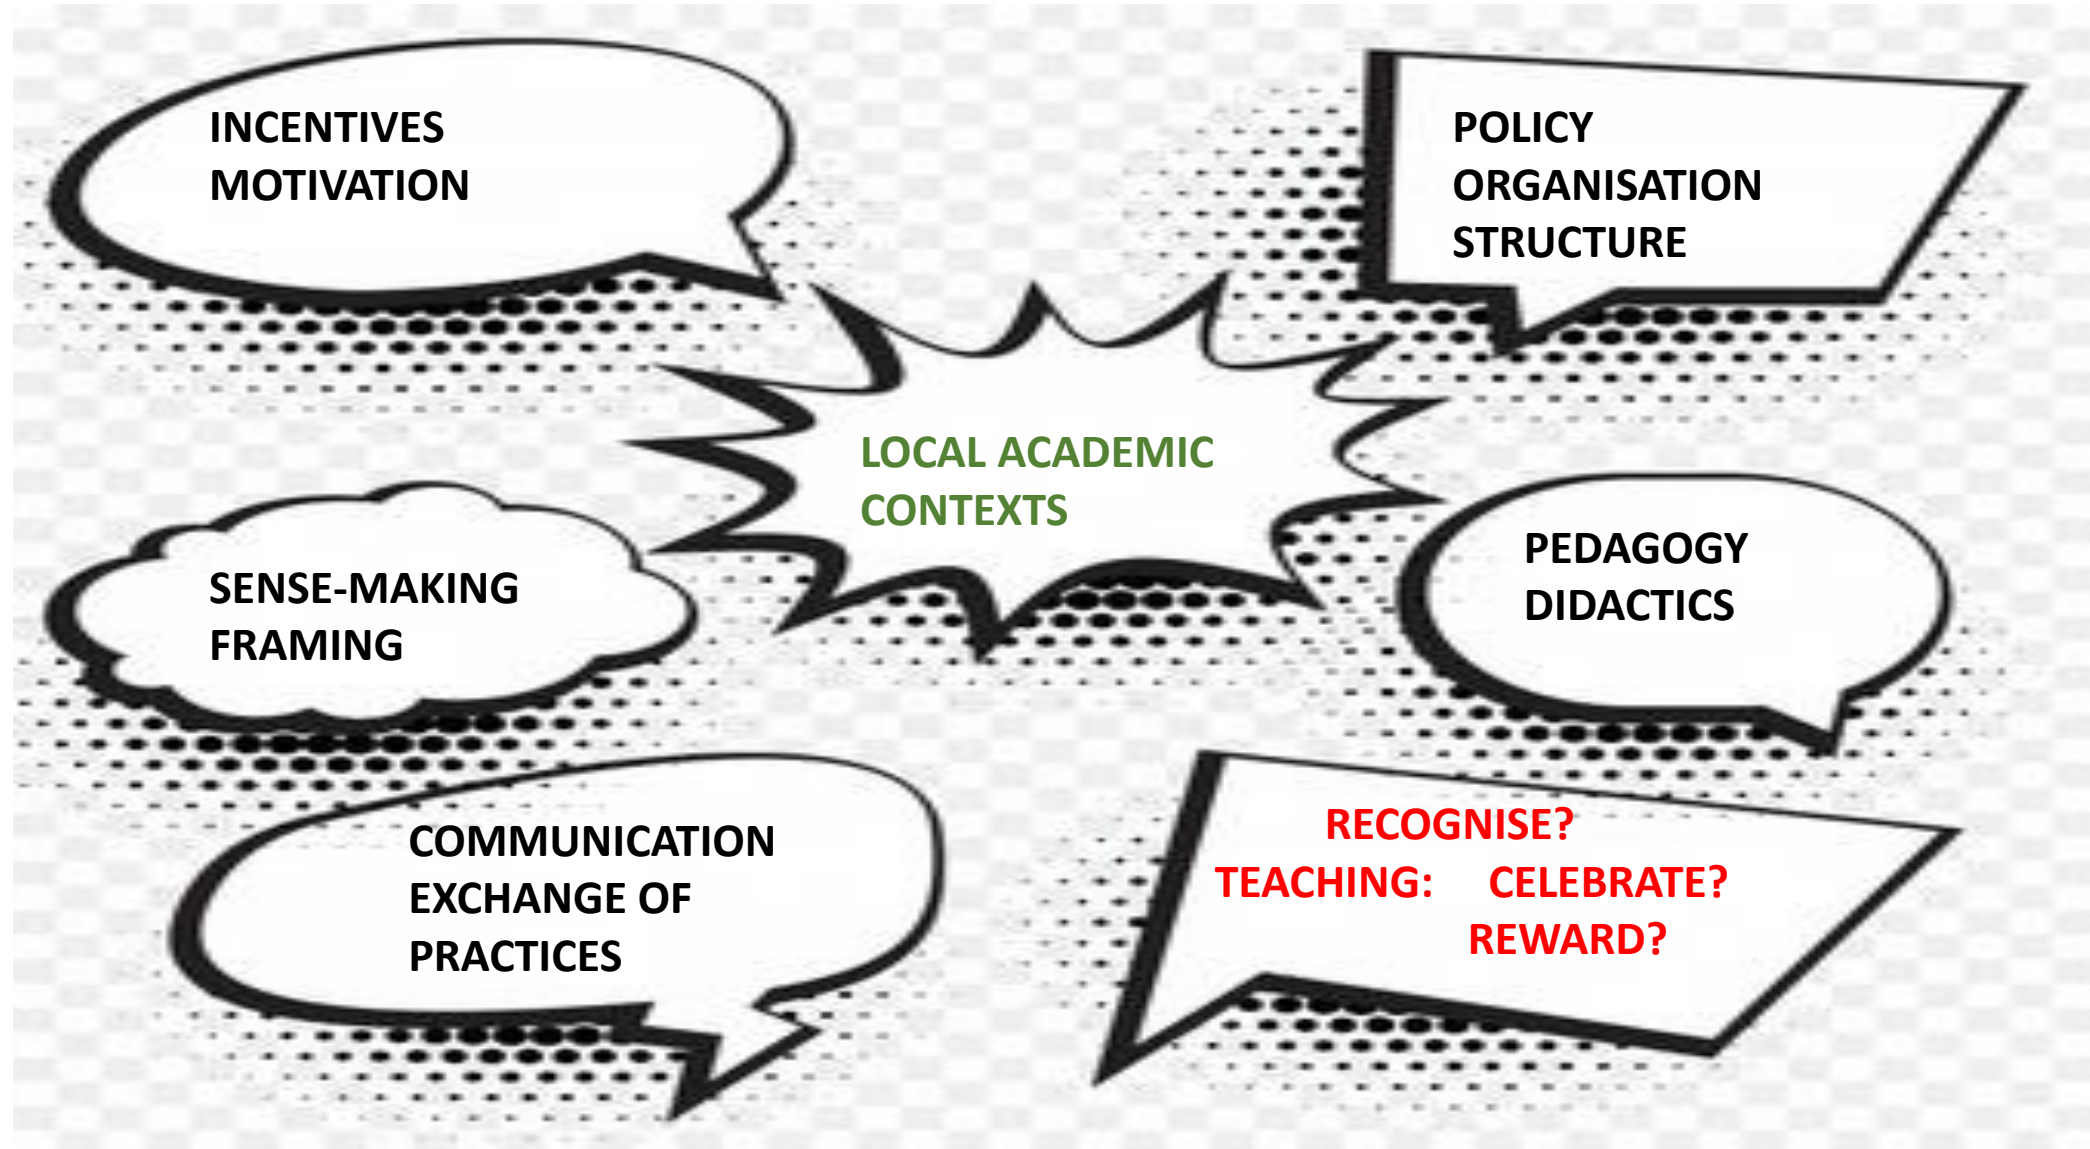 INCENTIVES
MOTIVATION
POLICY
ORGANISATION
STRUCTURE
LOCAL ACADEMIC
CONTEXTS
SENSE-MAKING
FRAMING
PEDAGOGY
DIDACTICS
COMMUNICATION
EXCHANGE OF
PRACTICES
RECOGNISE?
TEACHING: CELEBRATE?
REWARD?